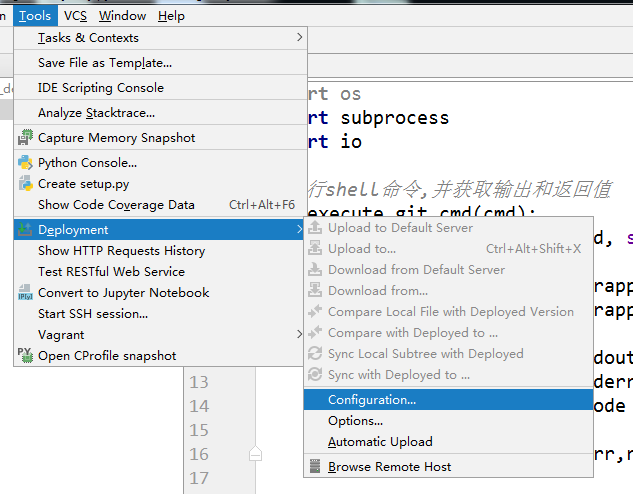 n Tools VCS Window Help
Tasks & Contexts
Save File as Template...
IDE Scripting Console
Analyze Stacktrace...
Capture Memory Snapshot
Python Console...
Create setup.py
Show Code Coverage Data Ctrl+Alt+F6
Deployment
Show HTTP Requests History
Test RESTful Web Service
Convert to Jupyter Notebook
Start SSH session...
Vagrant
Open CProfile snapshot
rt os
rt subprocess
rt io
行shell命令,并获取输出和返回值
execute_git_cmd(cmd):
Upload to Default Server
Upload to... Ctrl+Alt+Shift+X
Download from Default Server
Download from...
Compare Local File with Deployed Version
Compare with Deployed to ...
Sync Local Subtree with Deployed
Sync with Deployed to ...
Configuration...
Options...
Automatic Upload
Browse Remote Host
d, s
rapp
rapp
dout
derr
ode
rr,r
13
14
15
16
17